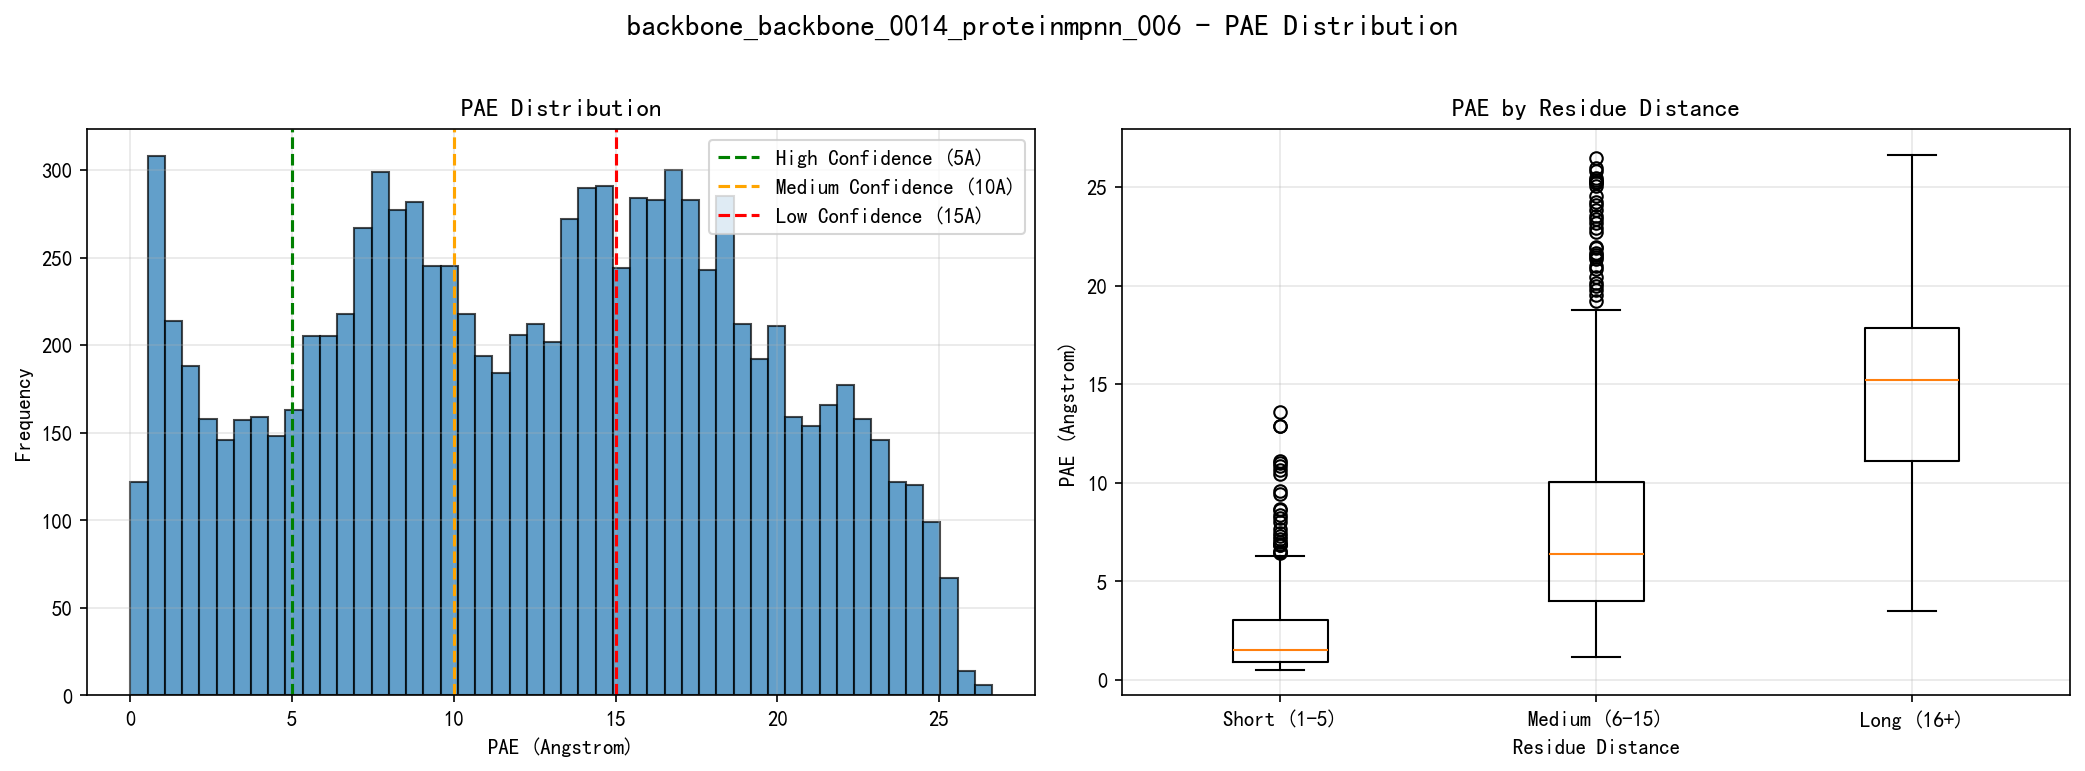 backbone_backbone_0014_proteinmpnn_006 - PAE Distribution
PAE Distribution
300
250
200
150
100
50
0
Frequency
0 5 10 15 20 25
PAE (Angstrom)
High Confidence (5A)
Medium Confidence (10A)
Low Confidence (15A)
PAE by Residue Distance
25
20
15
10
5
0
PAE (Angstrom)
Short (1-5) Medium (6-15) Long (16+)
Residue Distance